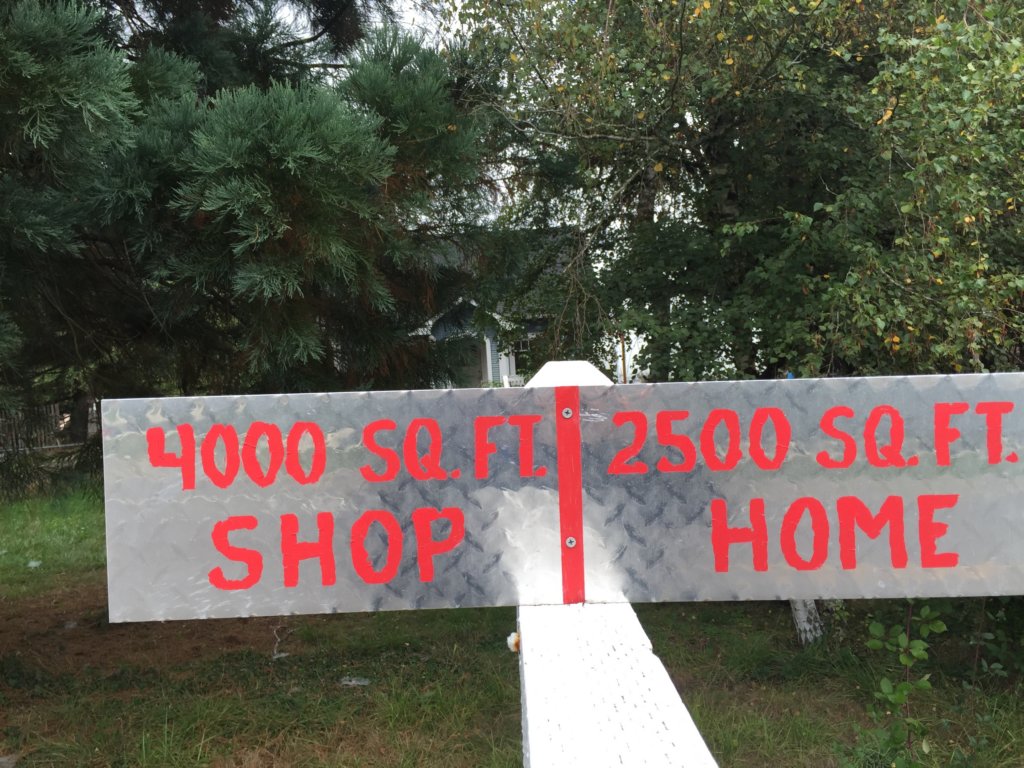 4000 SQ. FT.
SHOP
2500 SQ. FT.
HOME